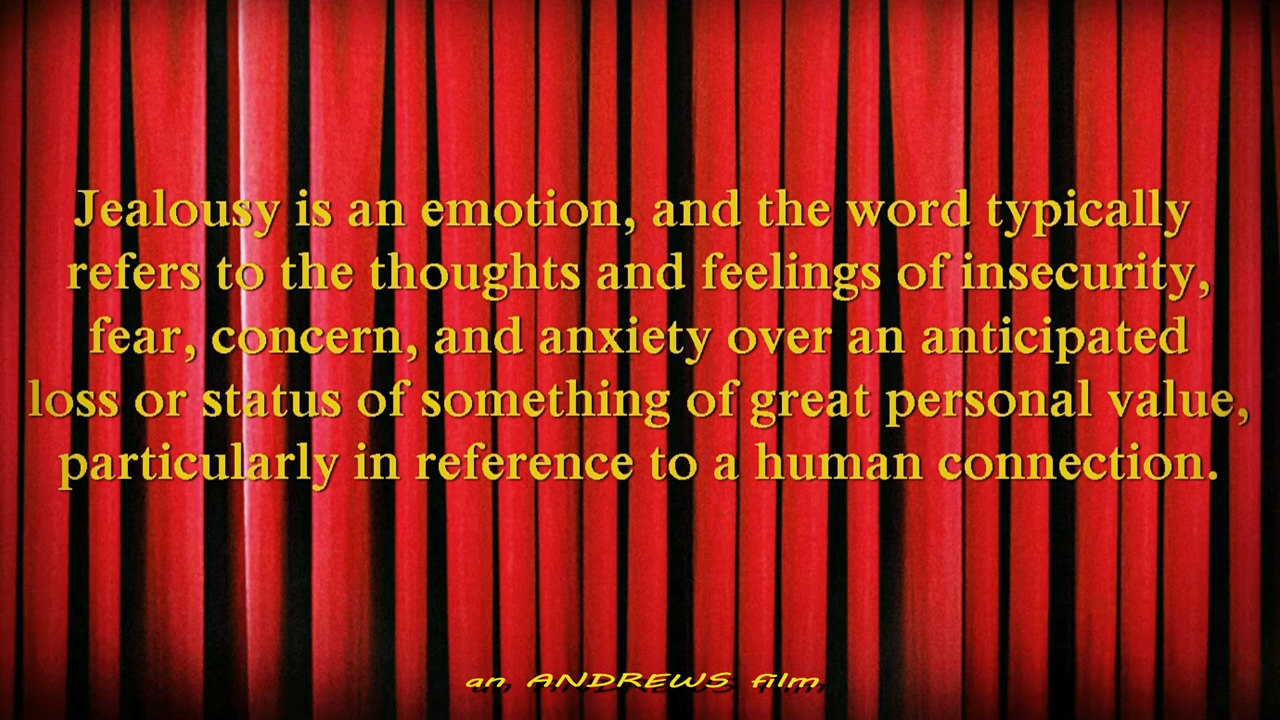 Jealousy is an emotion, and the word typically
refers to the thoughts and feelings of insecurity,
fear, concern, and anxiety over an anticipated
loss or status of something of great personal value,
particularly in reference to a human connection.
an ANDREWS film